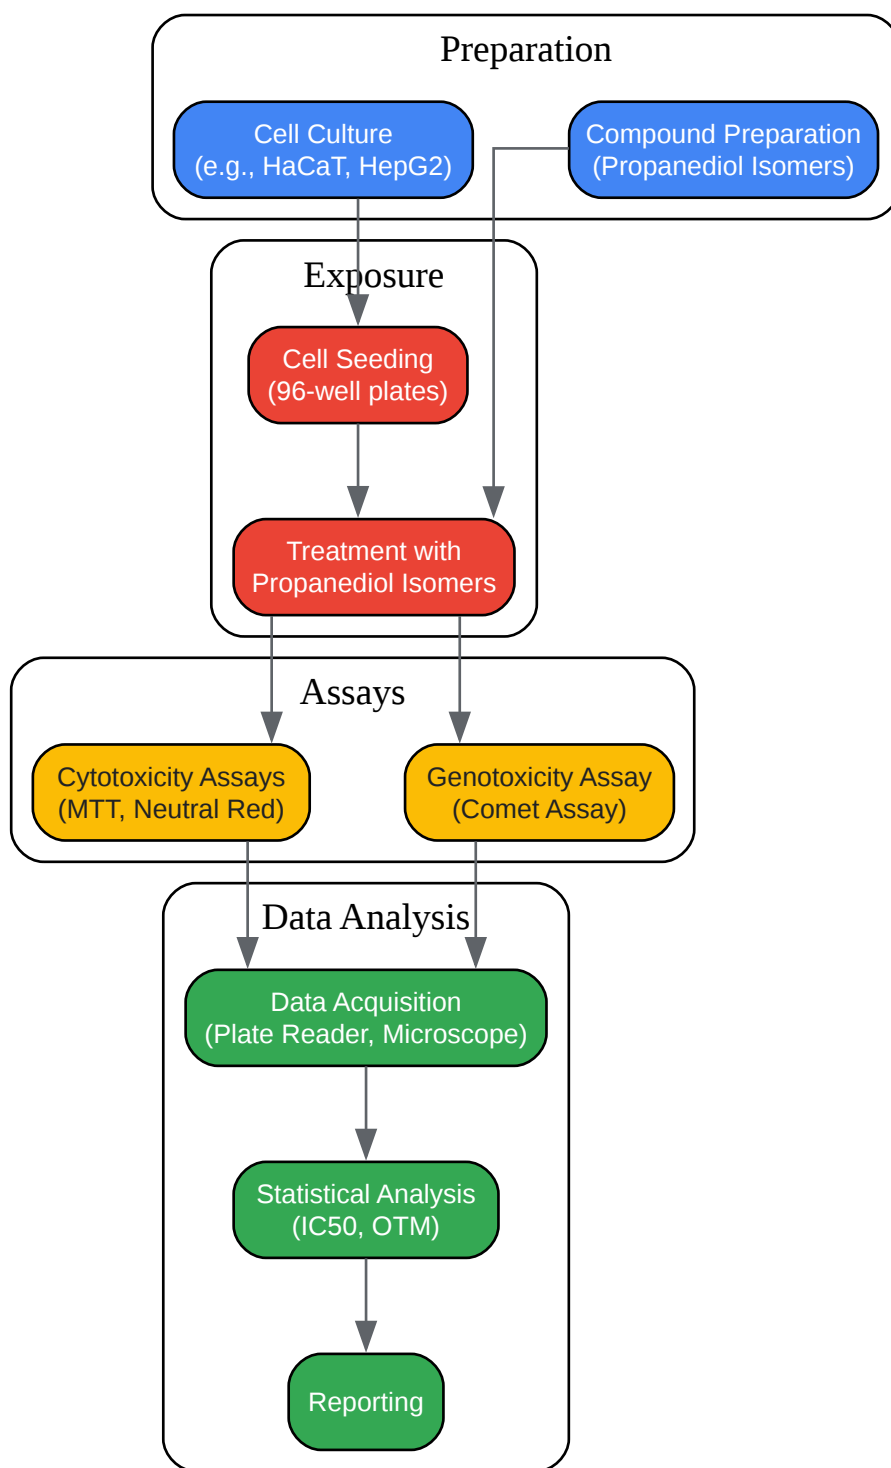 Preparation
Cell Culture
(e.g., HaCaT, HepG2)
Compound Preparation
(Propanediol Isomers)
Exposure
Cell Seeding
(96-well plates)
Treatment with
Propanediol Isomers
Assays
Cytotoxicity Assays
(MTT, Neutral Red)
Genotoxicity Assay
(Comet Assay)
Data Analysis
Data Acquisition
(Plate Reader, Microscope)
Statistical Analysis
(IC50, OTM)
Reporting